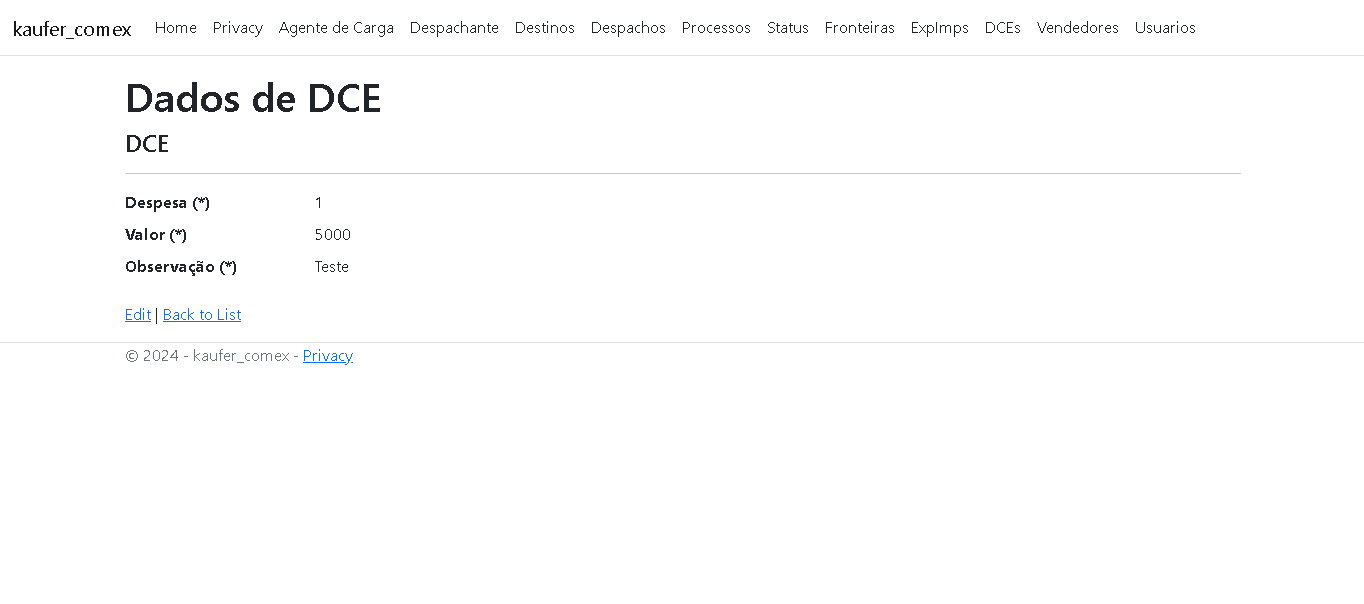 kaufer_comex Home Privacy Agente de Carga Despachante Destinos Despachos Processos Status Fronteiras ExpImps DCEs Vendedores Usuarios
Dados de DCE
DCE
Despesa (*) 1
Valor (*) 5000
Observação (*) Teste
Edit | Back to List
© 2024 - kaufer_comex - Privacy